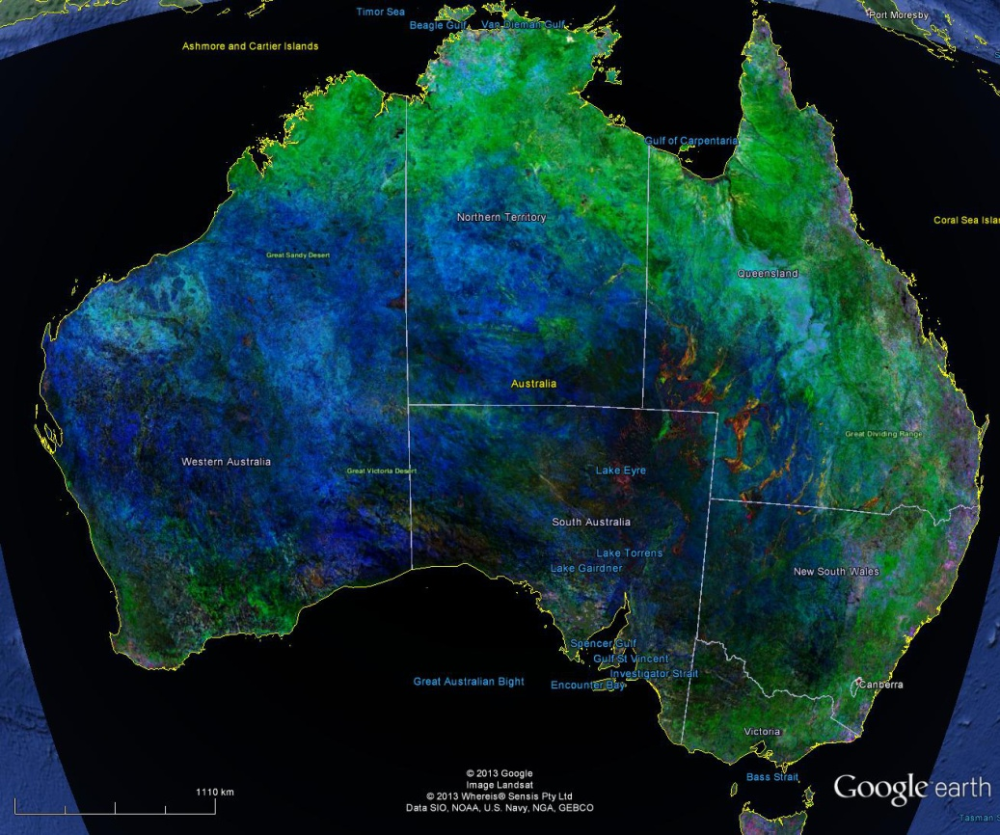 Timor Sea
Port Moresby
Beagle Gulf
Van Dieman Gulf
Ashmore and Cartier Islands
Gulf of Carpentaria
Northern Territory
Coral Sea Islan
Great Sandy Desert
Queensland
Australia
Great Dividing Range
Western Australia
Great Victoria Desert
Lake Eyre
South Australia
Lake Torrens
Lake Gairdner
New South Wales
Spencer Gulf
Gulf St Vincent
Investigator Strait
Great Australian Bight
Encounter Bay
Canberra
Victoria
Bass Strait
1110 km
© 2013 Google
Image Landsat
© 2013 Whereis® Sensis Pty Ltd
Data SIO, NOAA, U.S. Navy, NGA, GEBCO
Google earth
Tasman S